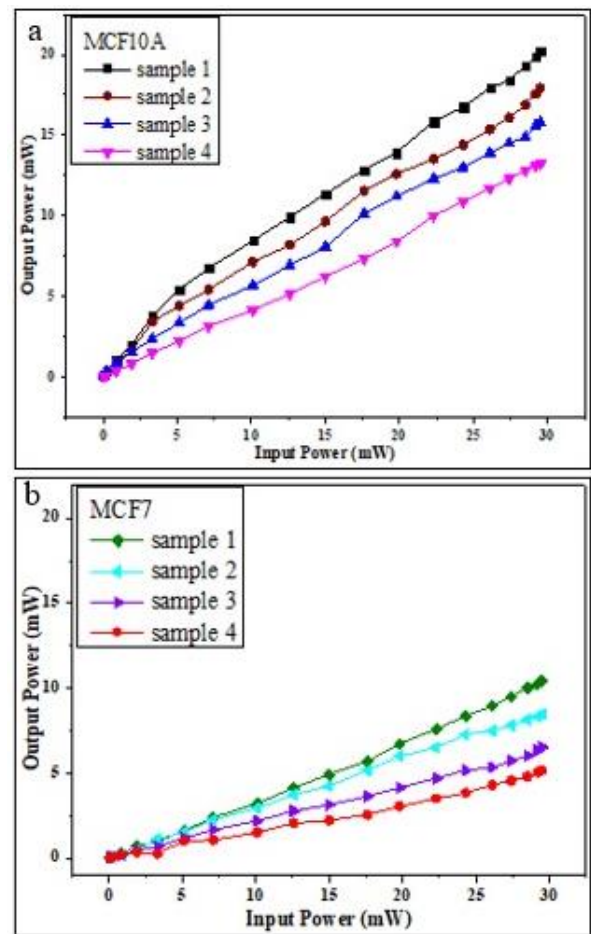 a
MCF10A
sample 1
sample 2
sample 3
sample 4
Output Power (mW)
20
15
10
5
0
0 5 10 15 20 25 30
Input Power (mW)
b
MCF7
sample 1
sample 2
sample 3
sample 4
Output Power (mW)
20
15
10
5
0
0 5 10 15 20 25 30
Input Power (mW)